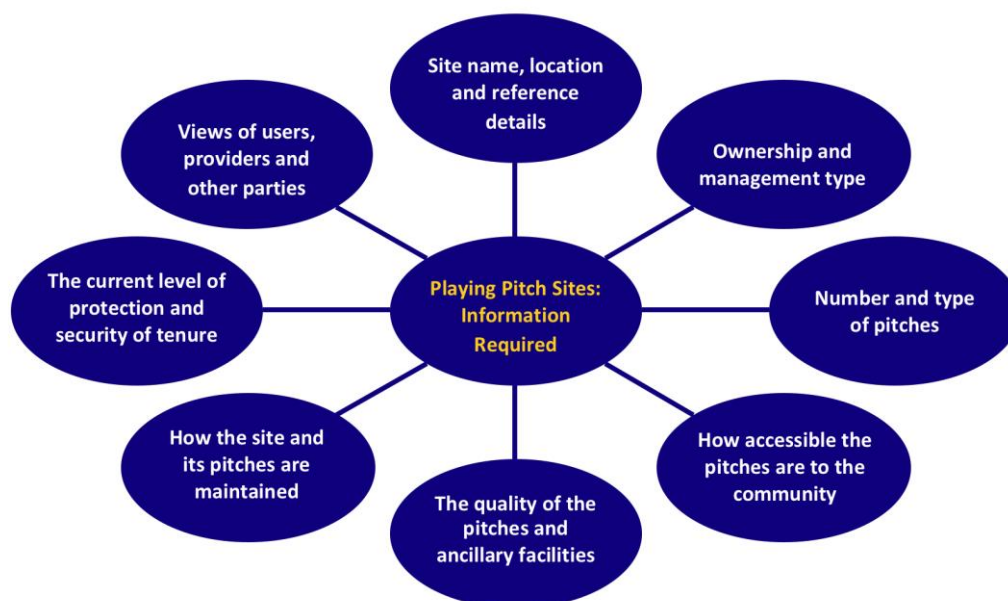 Site name, location
and reference
details
Ownership and
management type
Number and type
of pitches
How accessible the
pitches are to the
community
The quality of the
pitches and
ancillary facilities
How the site and
its pitches are
maintained
The current level of
protection and
security of tenure
Views of users,
providers and
other parties
Playing Pitch Sites:
Information
Required